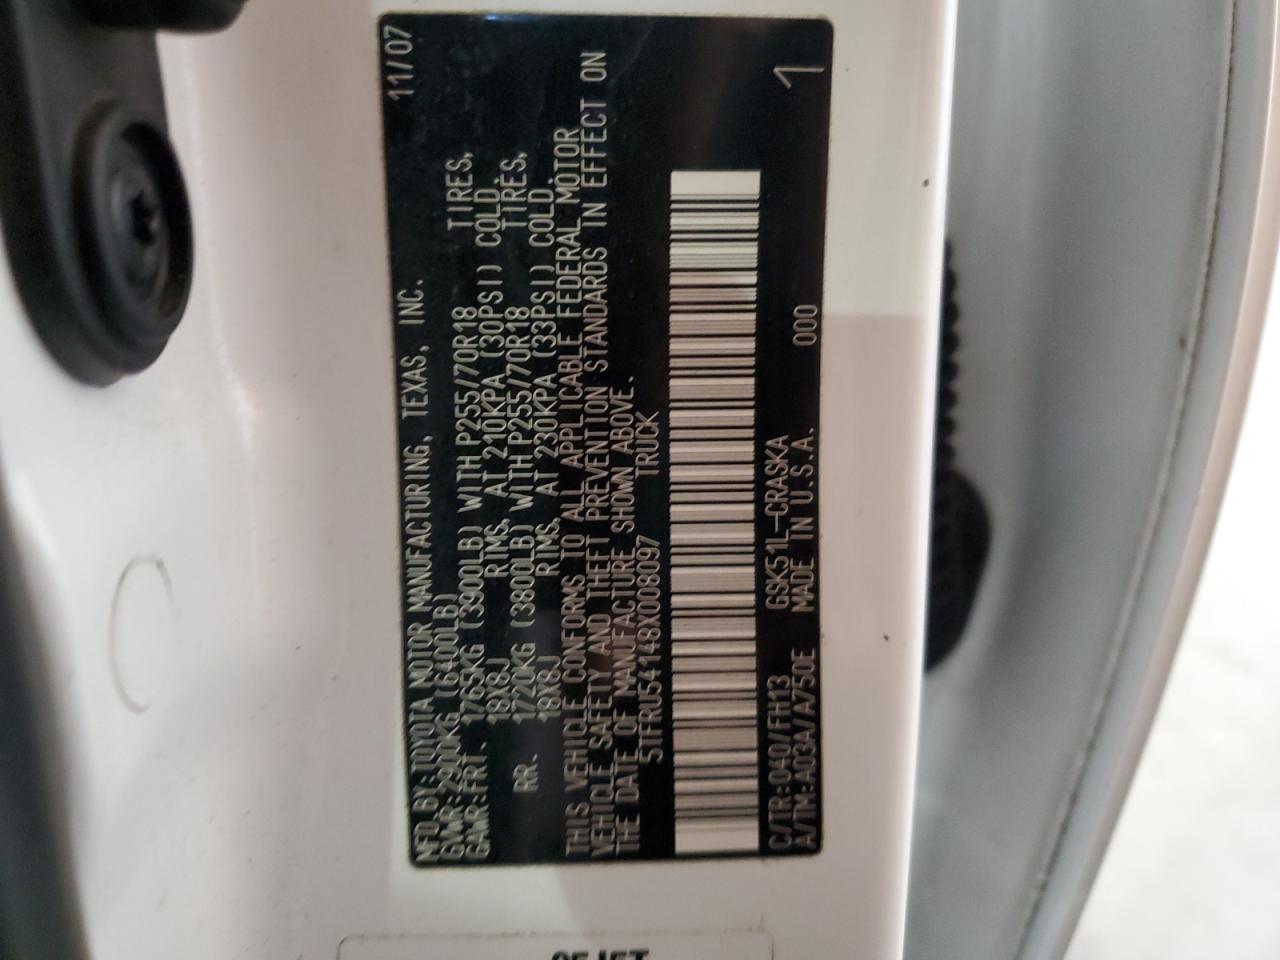 MFD.BY:TOYOTA MOTOR MANUFACTURING, TEXAS, INC. 11/07
GVWR:2900KG (6400LB)
GAWR:FRT. 1765KG (3900LB) WITH P255/70R18 TIRES,
18X8J RIMS, AT 210KPA (30PSI) COLD.
RR. 1720KG (3800LB) WITH P255/70R18 TIRES,
18X8J RIMS, AT 230KPA (33PSI) COLD.
THIS VEHICLE CONFORMS TO ALL APPLICABLE FEDERAL MOTOR
VEHICLE SAFETY AND THEFT PREVENTION STANDARDS IN EFFECT ON
THE DATE OF MANUFACTURE SHOWN ABOVE.
5TFRU54148X008097 TRUCK
C/TR:040/FH13 GSK51L-CRASKA
A/TM:A03A/A750E MADE IN U.S.A. 000
1